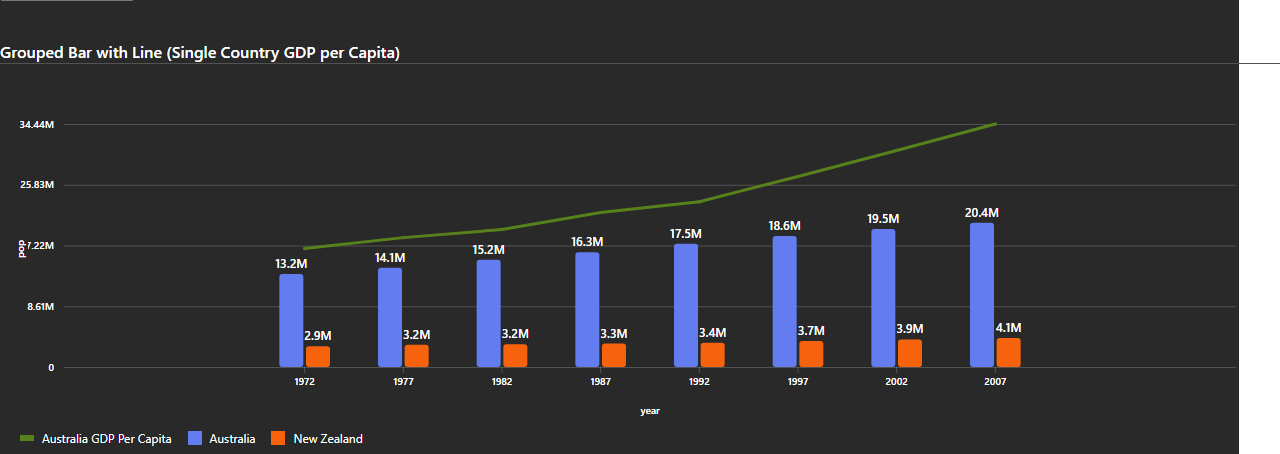 Grouped Bar with Line (Single Country GDP per Capita)
34.44M
25.83M
7.22M
8.61M
0
pop
13.2M
14.1M
15.2M
16.3M
17.5M
18.6M
19.5M
20.4M
2.9M
3.2M
3.2M
3.3M
3.4M
3.7M
3.9M
4.1M
1972 1977 1982 1987 1992 1997 2002 2007
year
Australia GDP Per Capita Australia New Zealand